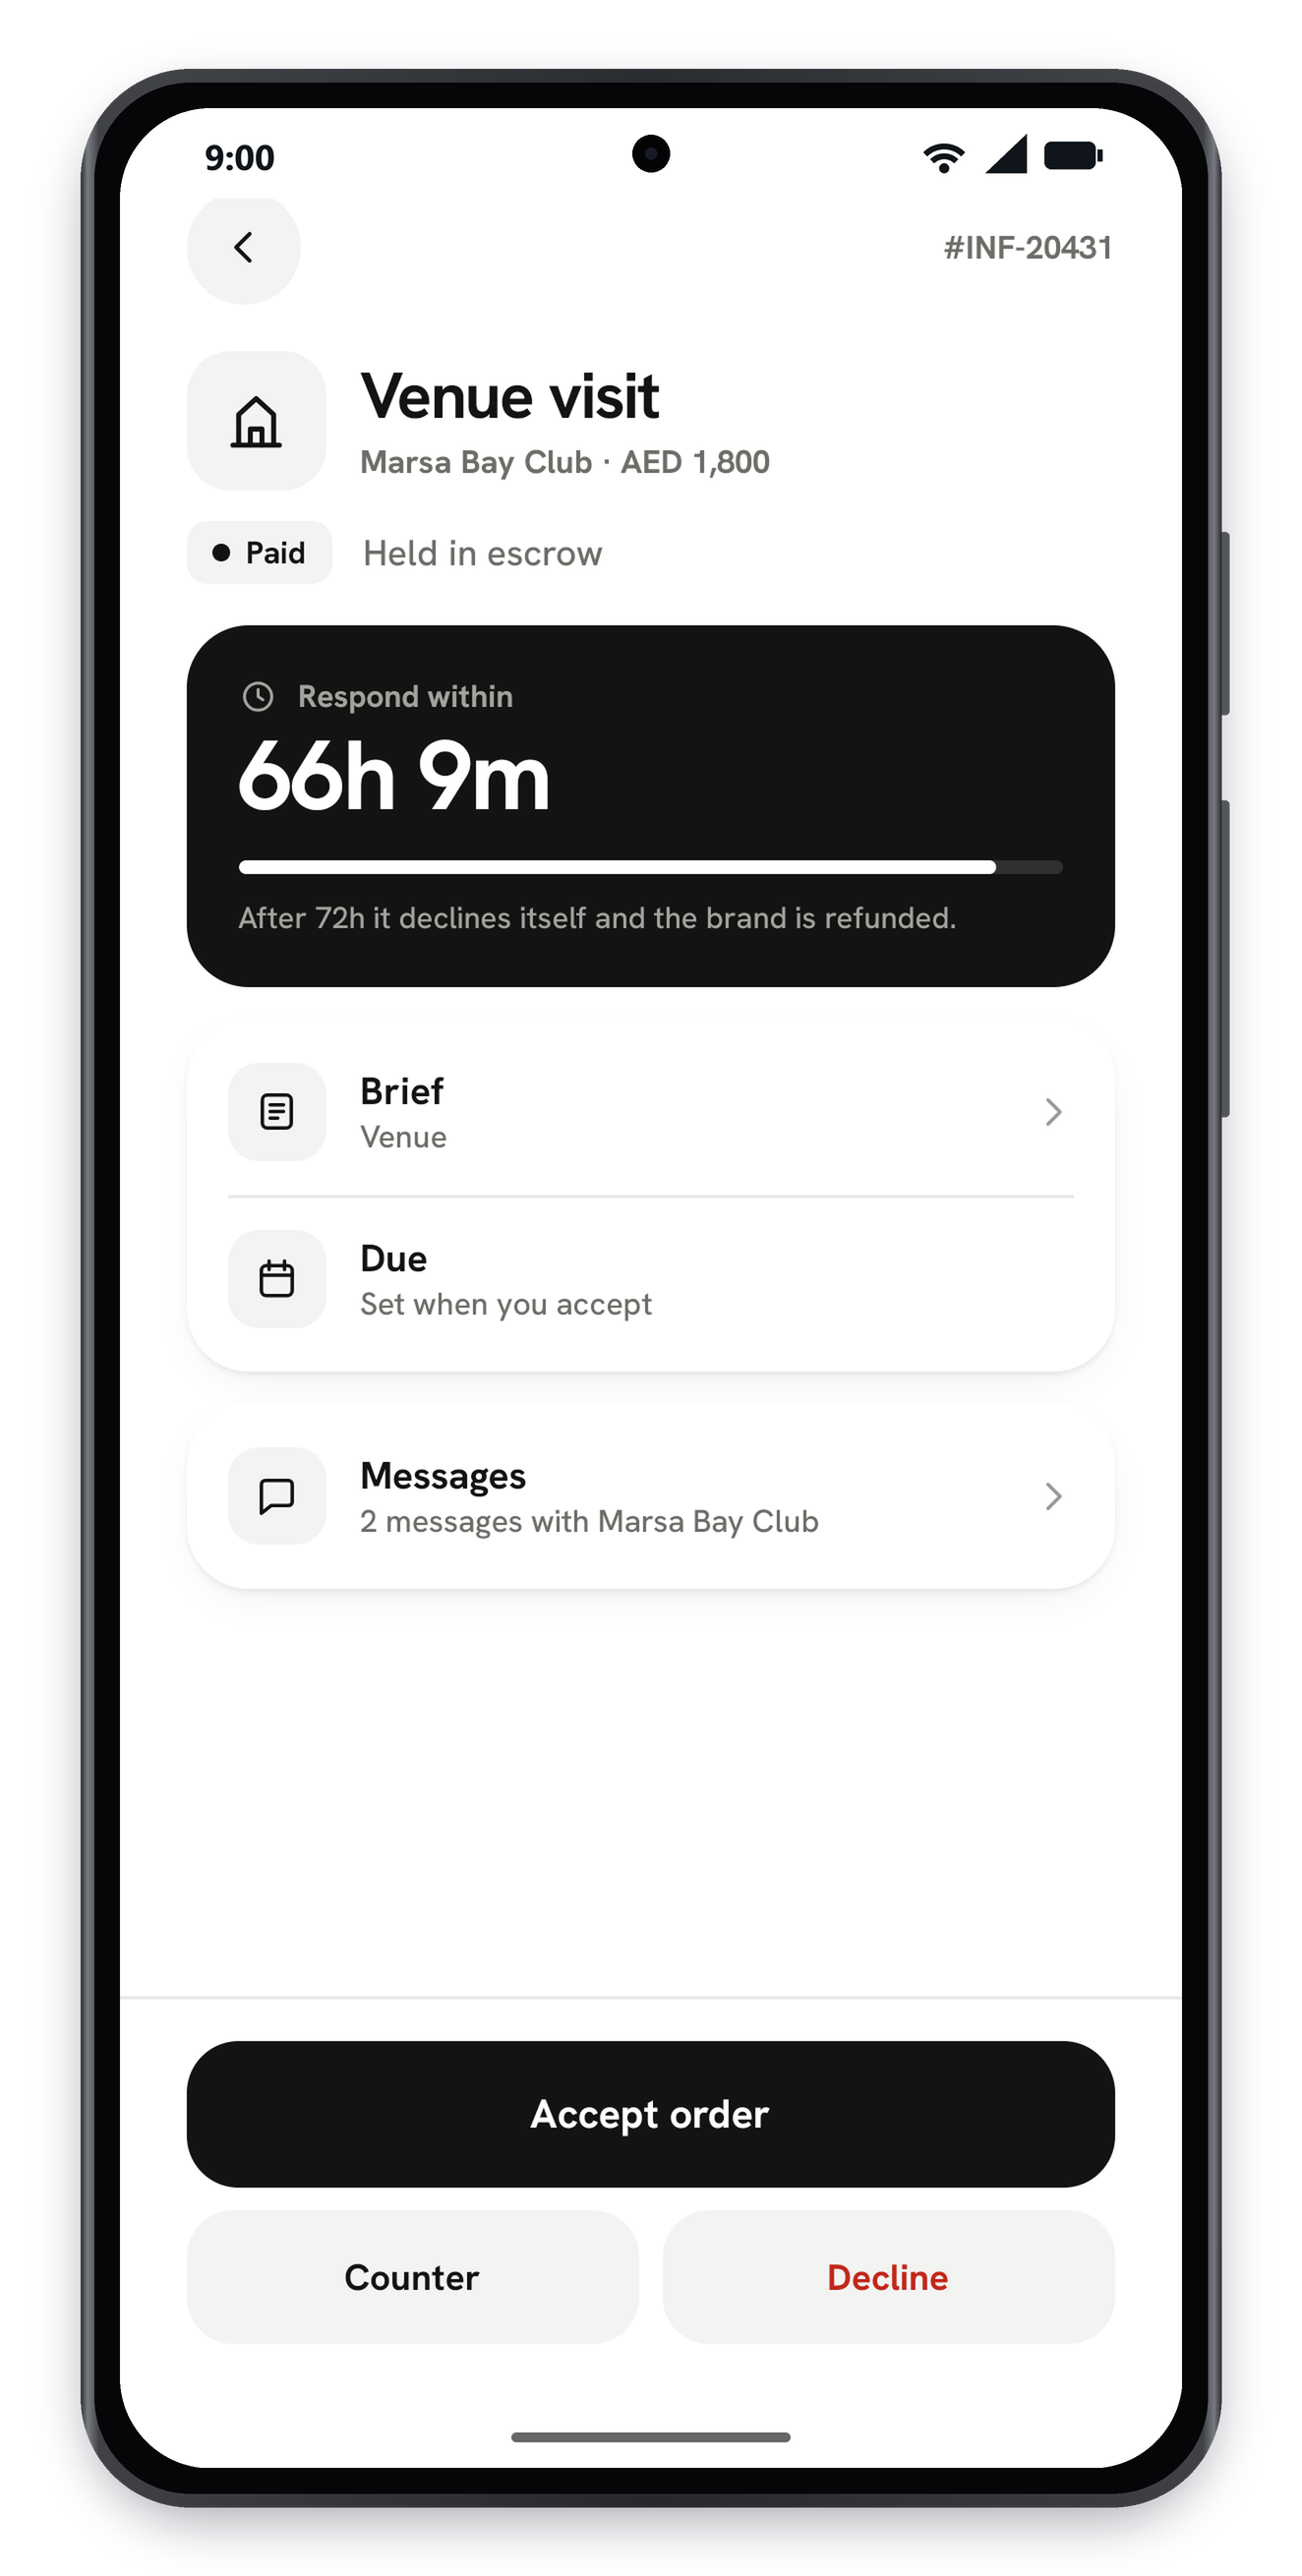 9:00
#INF-20431
Venue visit
Marsa Bay Club · AED 1,800
Paid
Held in escrow
Respond within
66h 9m
After 72h it declines itself and the brand is refunded.
Brief
Venue
Due
Set when you accept
Messages
2 messages with Marsa Bay Club
Accept order
Counter
Decline